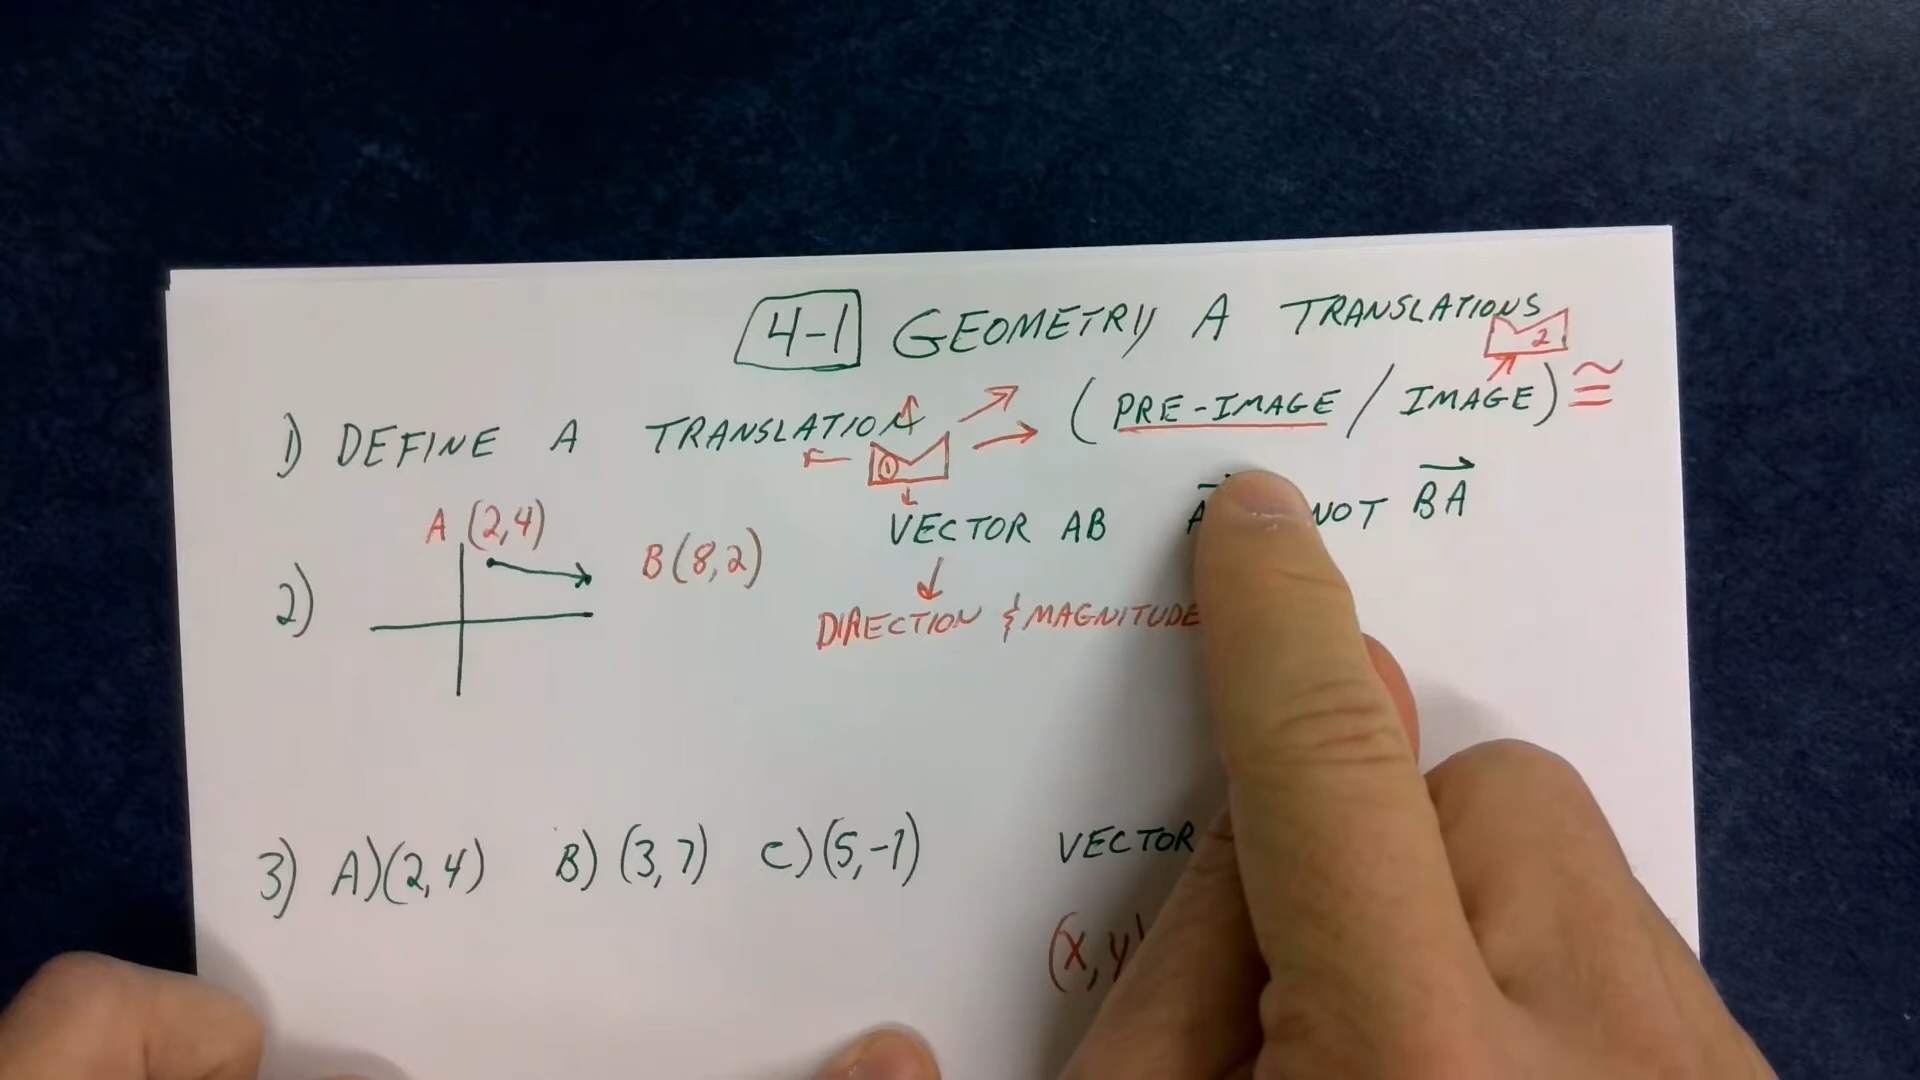 4-1 GEOMETRY A TRANSLATIONS
2
1) DEFINE A TRANSLATION (PRE-IMAGE / IMAGE) ≅
1
VECTOR AB NOT BA
2) A (2,4) B(8,2)
DIRECTION & MAGNITUDE
3) A)(2,4) B) (3,7) C)(5,-1) VECTOR
(x, y)